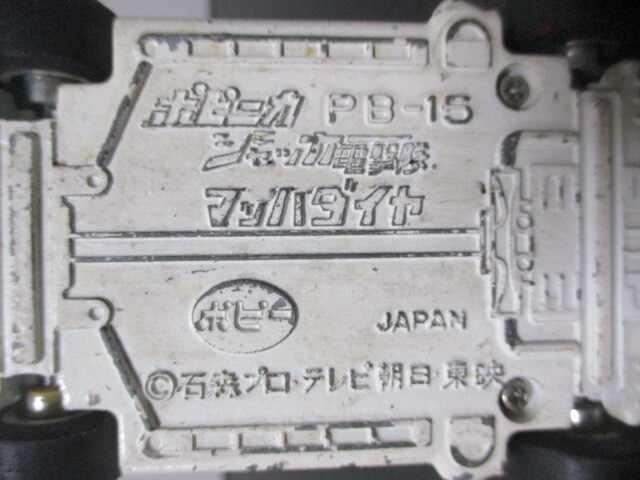 ポピニカ PB-15
ジャッカー電撃隊
マッハダイヤ
ポピー
JAPAN
©石森プロ・テレビ朝日・東映